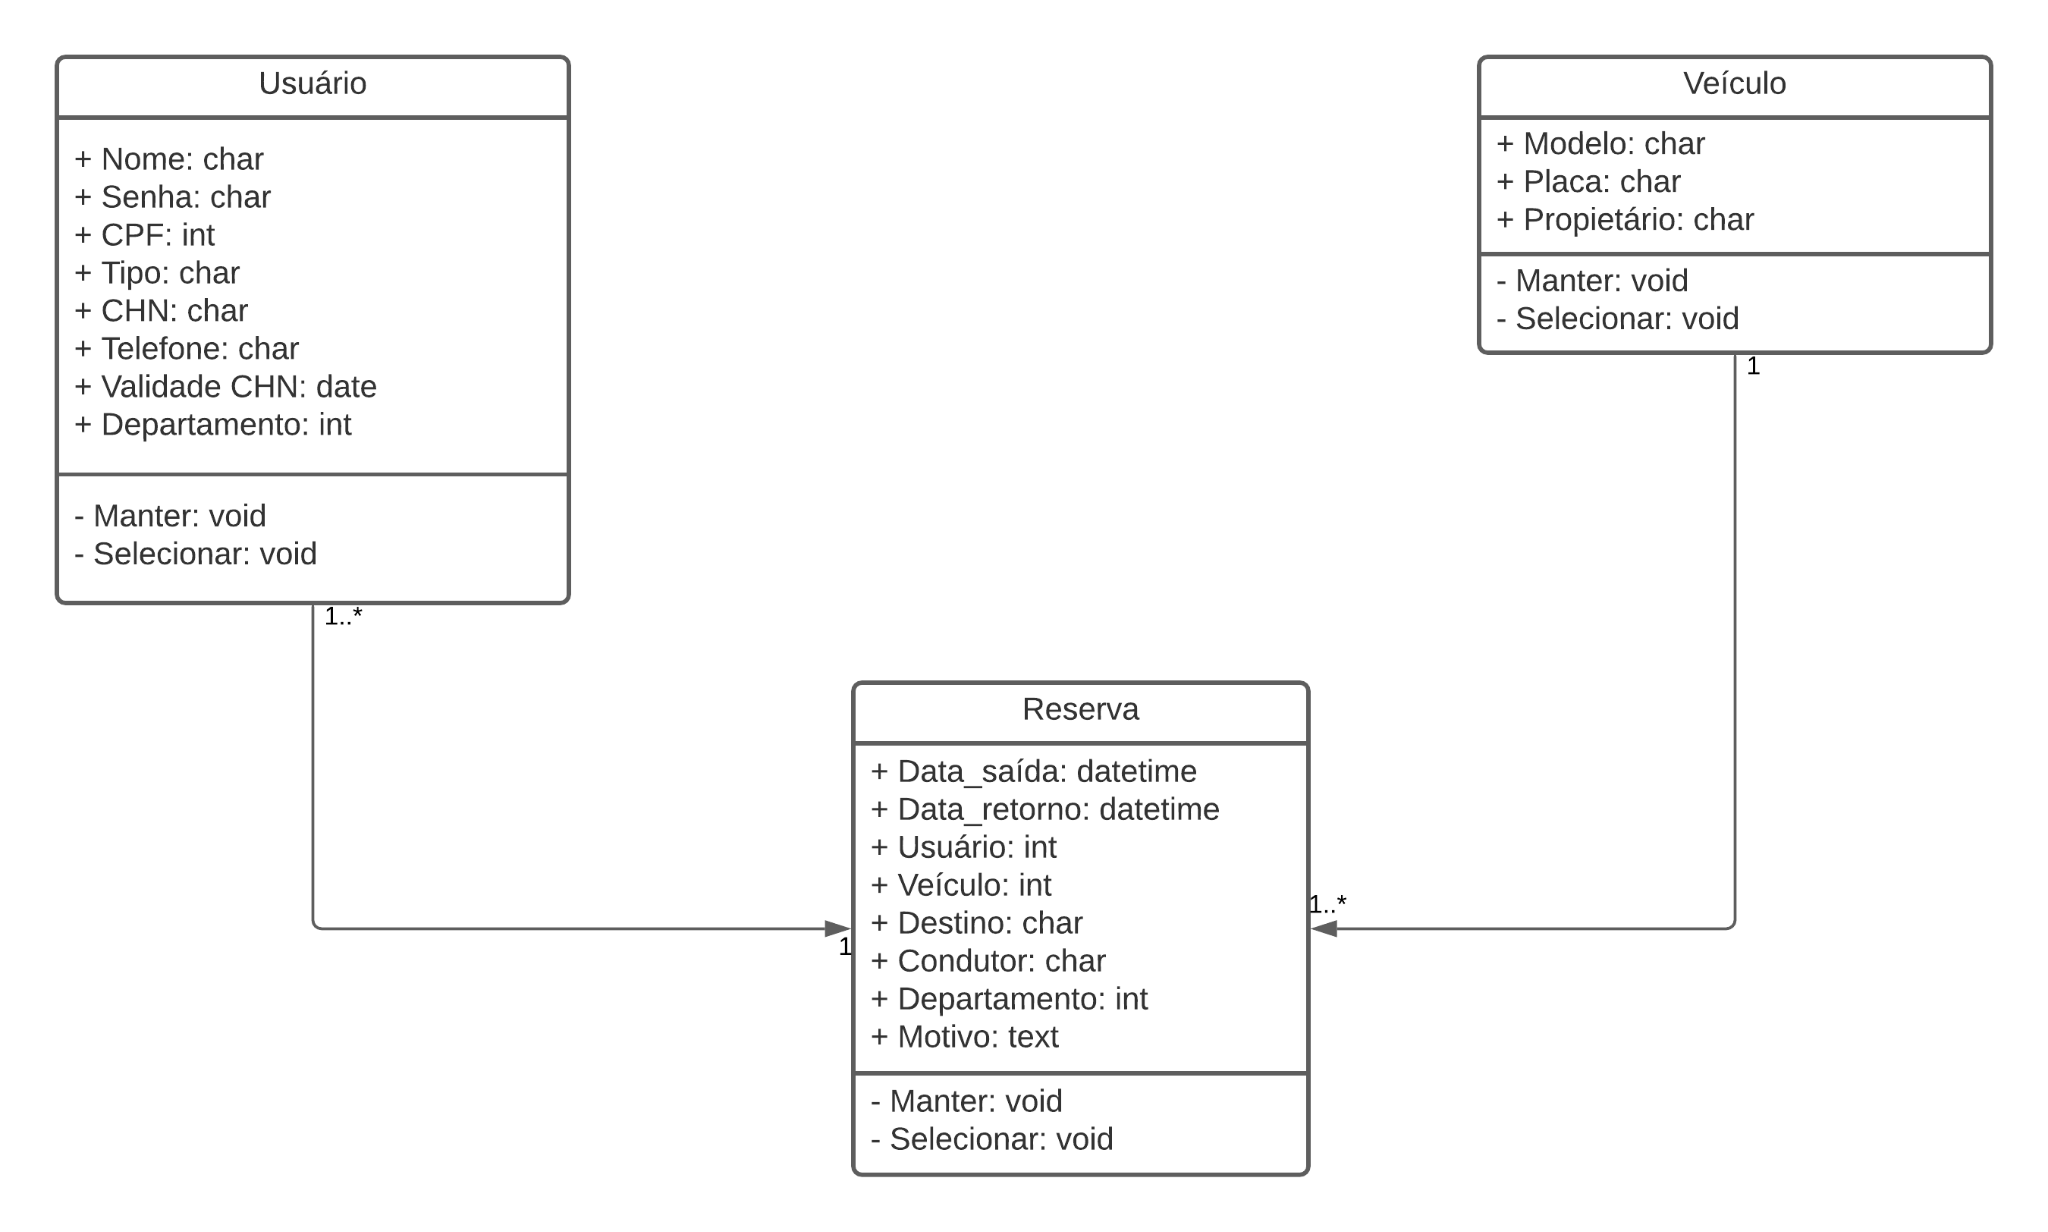 Usuário
+ Nome: char
+ Senha: char
+ CPF: int
+ Tipo: char
+ CHN: char
+ Telefone: char
+ Validade CHN: date
+ Departamento: int
- Manter: void
- Selecionar: void
1..*
Veículo
+ Modelo: char
+ Placa: char
+ Propietário: char
- Manter: void
- Selecionar: void
1
Reserva
+ Data_saída: datetime
+ Data_retorno: datetime
+ Usuário: int
+ Veículo: int
+ Destino: char
+ Condutor: char
+ Departamento: int
+ Motivo: text
- Manter: void
- Selecionar: void
1
1..*